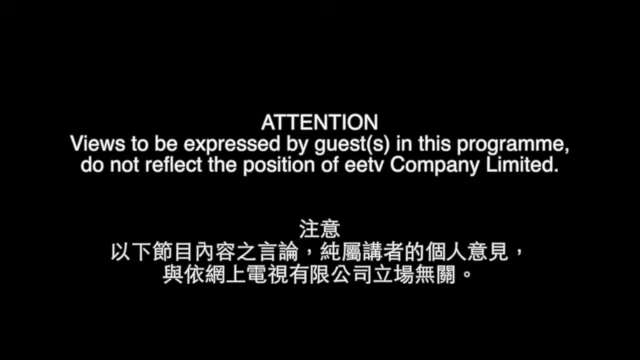 ATTENTION
Views to be expressed by guest(s) in this programme,
do not reflect the position of eetv Company Limited.
注意
以下節目內容之言論，純屬講者的個人意見，
與依網上電視有限公司立場無關。